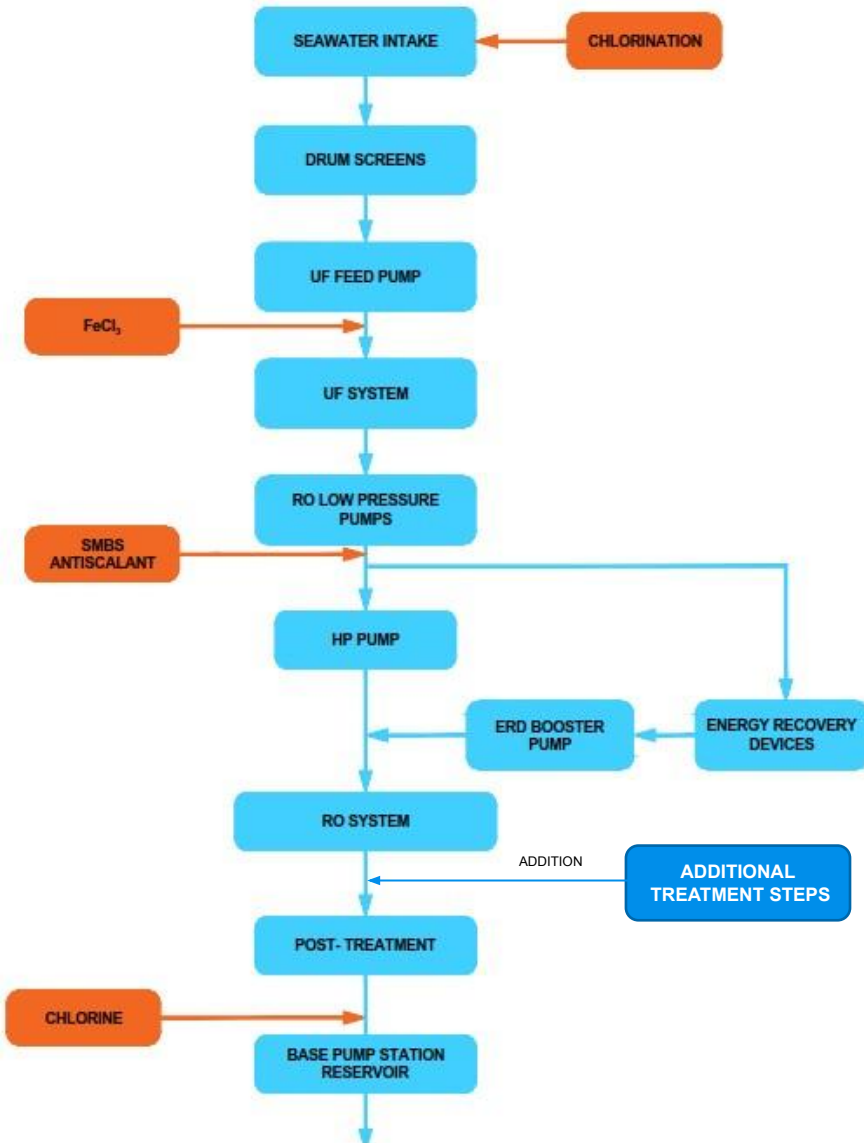 SEAWATER INTAKE
CHLORINATION
DRUM SCREENS
UF FEED PUMP
FeCl₃
UF SYSTEM
RO LOW PRESSURE
PUMPS
SMBS
ANTISCALANT
HP PUMP
ERD BOOSTER
PUMP
ENERGY RECOVERY
DEVICES
RO SYSTEM
ADDITION
ADDITIONAL
TREATMENT STEPS
POST- TREATMENT
CHLORINE
BASE PUMP STATION
RESERVOIR